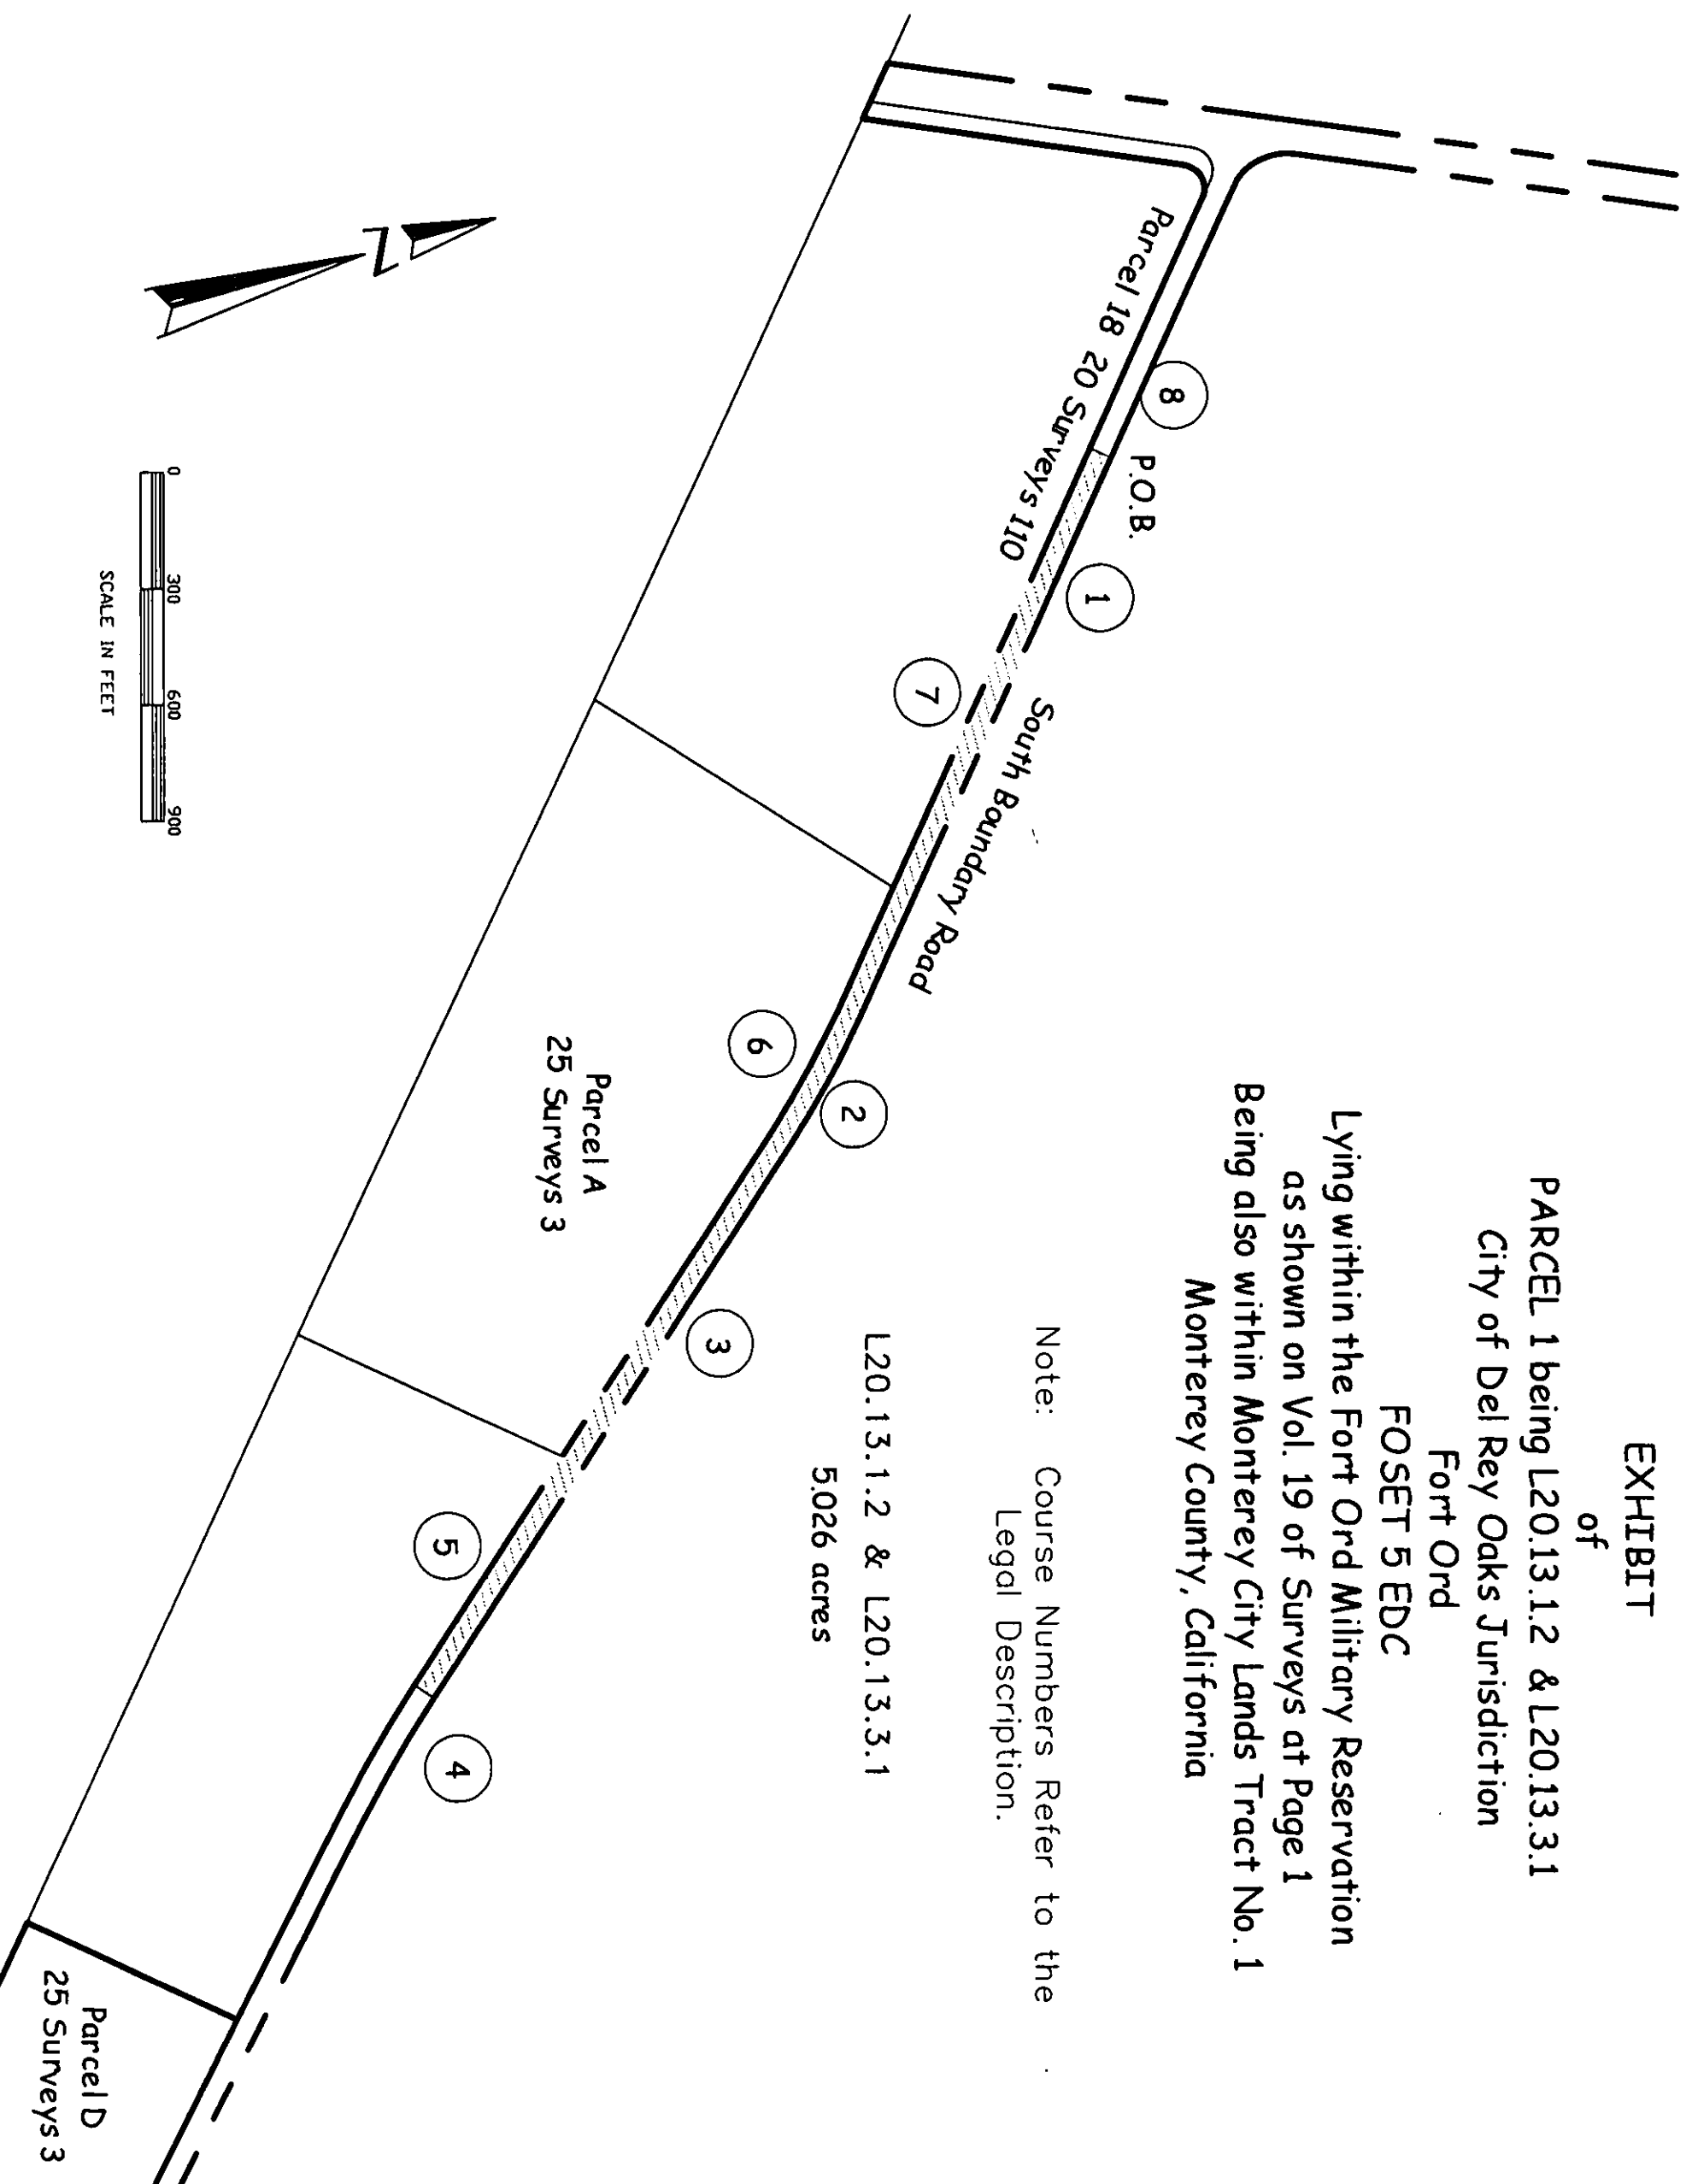 EXHIBIT
of
PARCEL 1 being L20.13.1.2 & L20.13.3.1
City of Del Rey Oaks Jurisdiction
Fort Ord
FOSET 5 EDC
Lying within the Fort Ord Military Reservation
as shown on Vol. 19 of Surveys at Page 1
Being also within Monterey City Lands Tract No. 1
Monterey County, California
Note: Course Numbers Refer to the
Legal Description.
L20.13.1.2 & L20.13.3.1
5.026 acres
Parcel 18 20 Surveys 110
8
P.O.B.
1
South Boundary Road
7
2
6
3
Parcel A
25 Surveys 3
4
5
Parcel D
25 Surveys 3
N
0 300 600 900
SCALE IN FEET